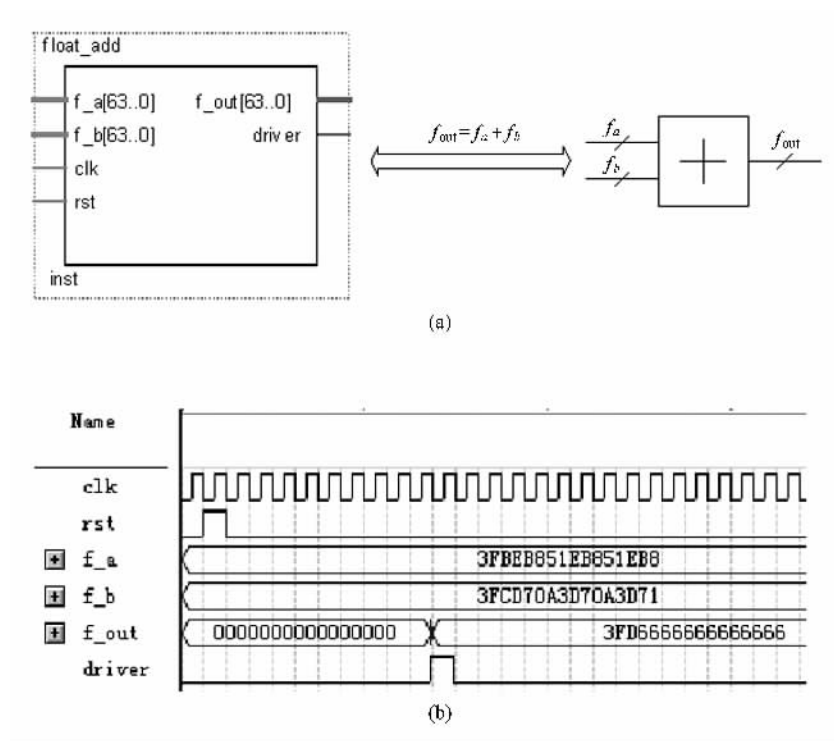 float_add
f_a[63..0] f_out[63..0]
f_b[63..0] driver
clk
rst
inst
fout=fa+fb
fa
fb
fout
(a)
Name
clk
rst
f_a 3FBEB851EB851EB8
f_b 3FCD70A3D70A3D71
f_out 0000000000000000 3FD6666666666666
driver
(b)